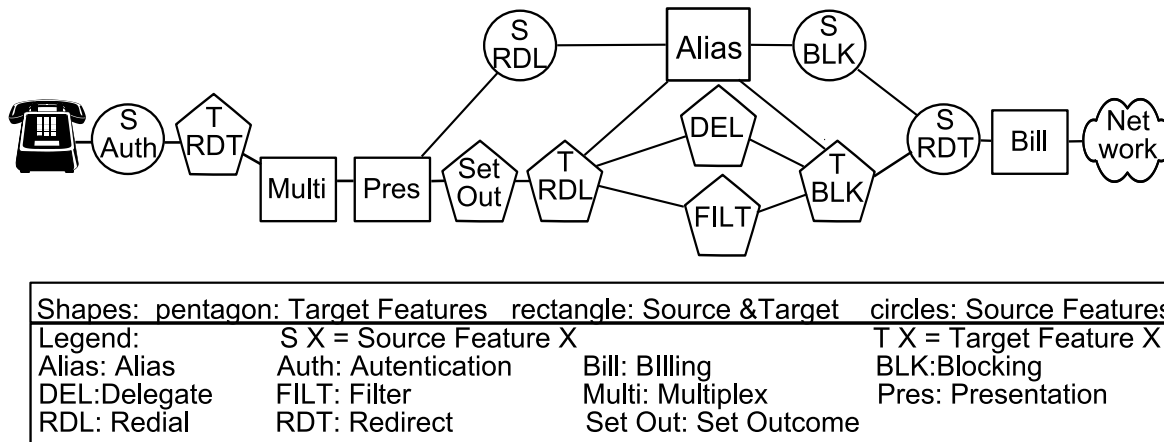 S
RDL
Alias
S
BLK
S
Auth
T
RDT
DEL
S
RDT
Bill
Net
work
Multi
Pres
Set
Out
T
RDL
T
BLK
FILT
Shapes: pentagon: Target Features rectangle: Source &Target circles: Source Features
Legend: S X = Source Feature X T X = Target Feature X
Alias: Alias Auth: Autentication Bill: BIlling BLK:Blocking
DEL:Delegate FILT: Filter Multi: Multiplex Pres: Presentation
RDL: Redial RDT: Redirect Set Out: Set Outcome